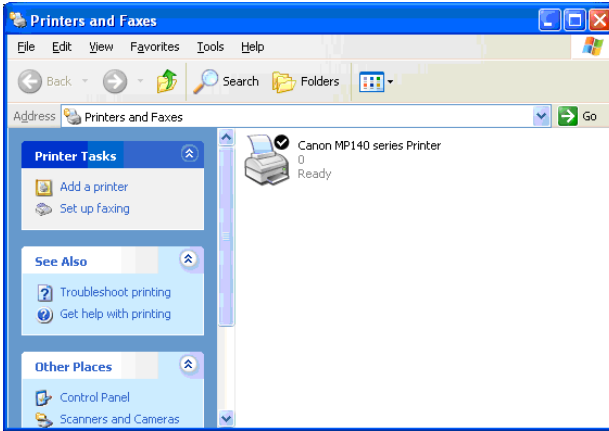 Printers and Faxes
File Edit View Favorites Tools Help
Back Search Folders
Address Printers and Faxes Go
Printer Tasks
Add a printer
Set up faxing
See Also
Troubleshoot printing
Get help with printing
Other Places
Control Panel
Scanners and Cameras
Canon MP140 series Printer
0
Ready